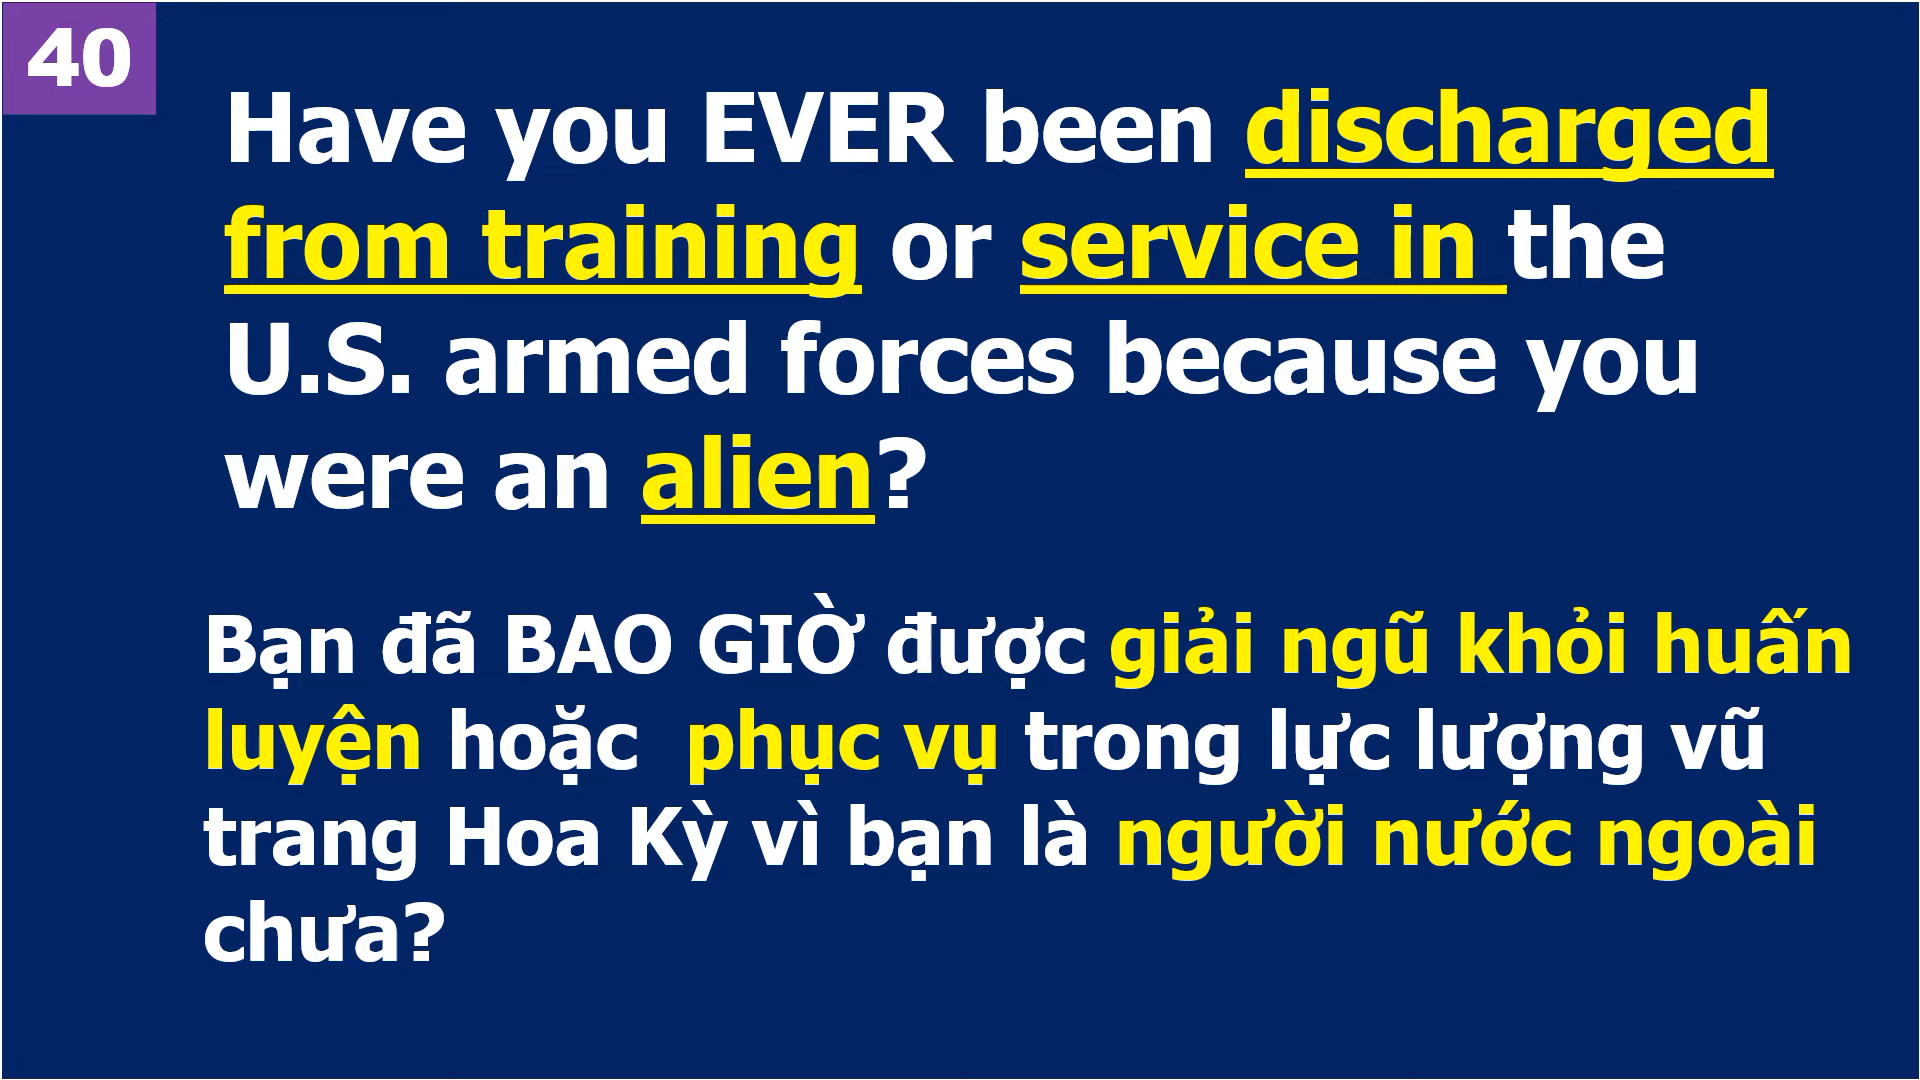 40
Have you EVER been discharged
from training or service in the
U.S. armed forces because you
were an alien?
Bạn đã BAO GIỜ được giải ngũ khỏi huấn
luyện hoặc phục vụ trong lực lượng vũ
trang Hoa Kỳ vì bạn là người nước ngoài
chưa?